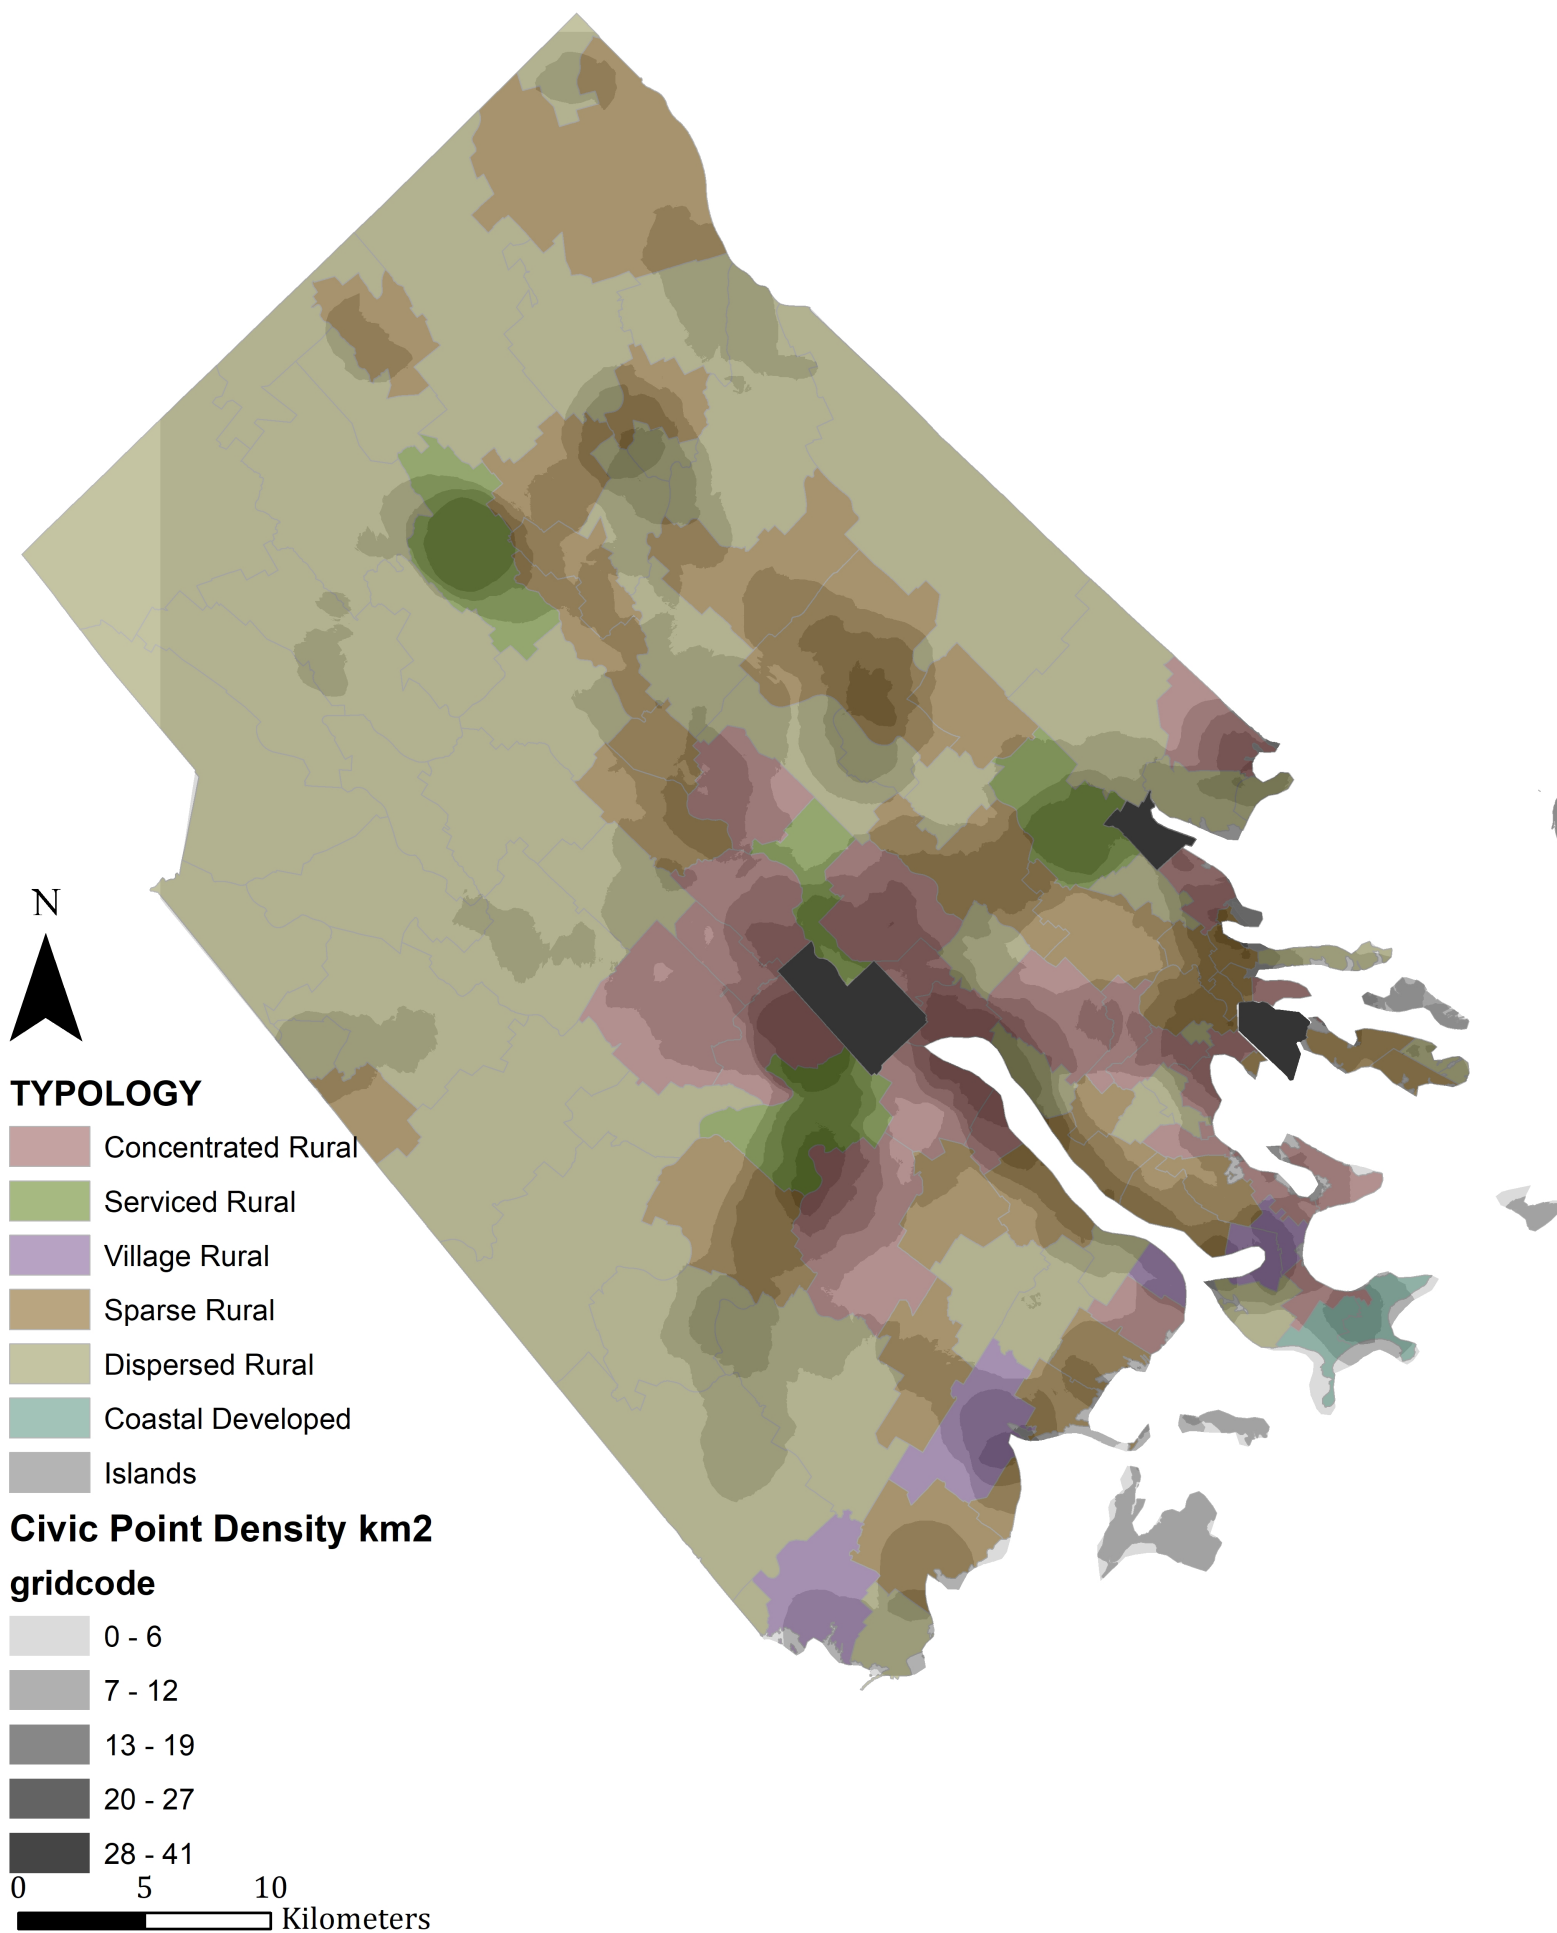 N
TYPOLOGY
Concentrated Rural
Serviced Rural
Village Rural
Sparse Rural
Dispersed Rural
Coastal Developed
Islands
Civic Point Density km2
gridcode
0 - 6
7 - 12
13 - 19
20 - 27
28 - 41
0 5 10
Kilometers